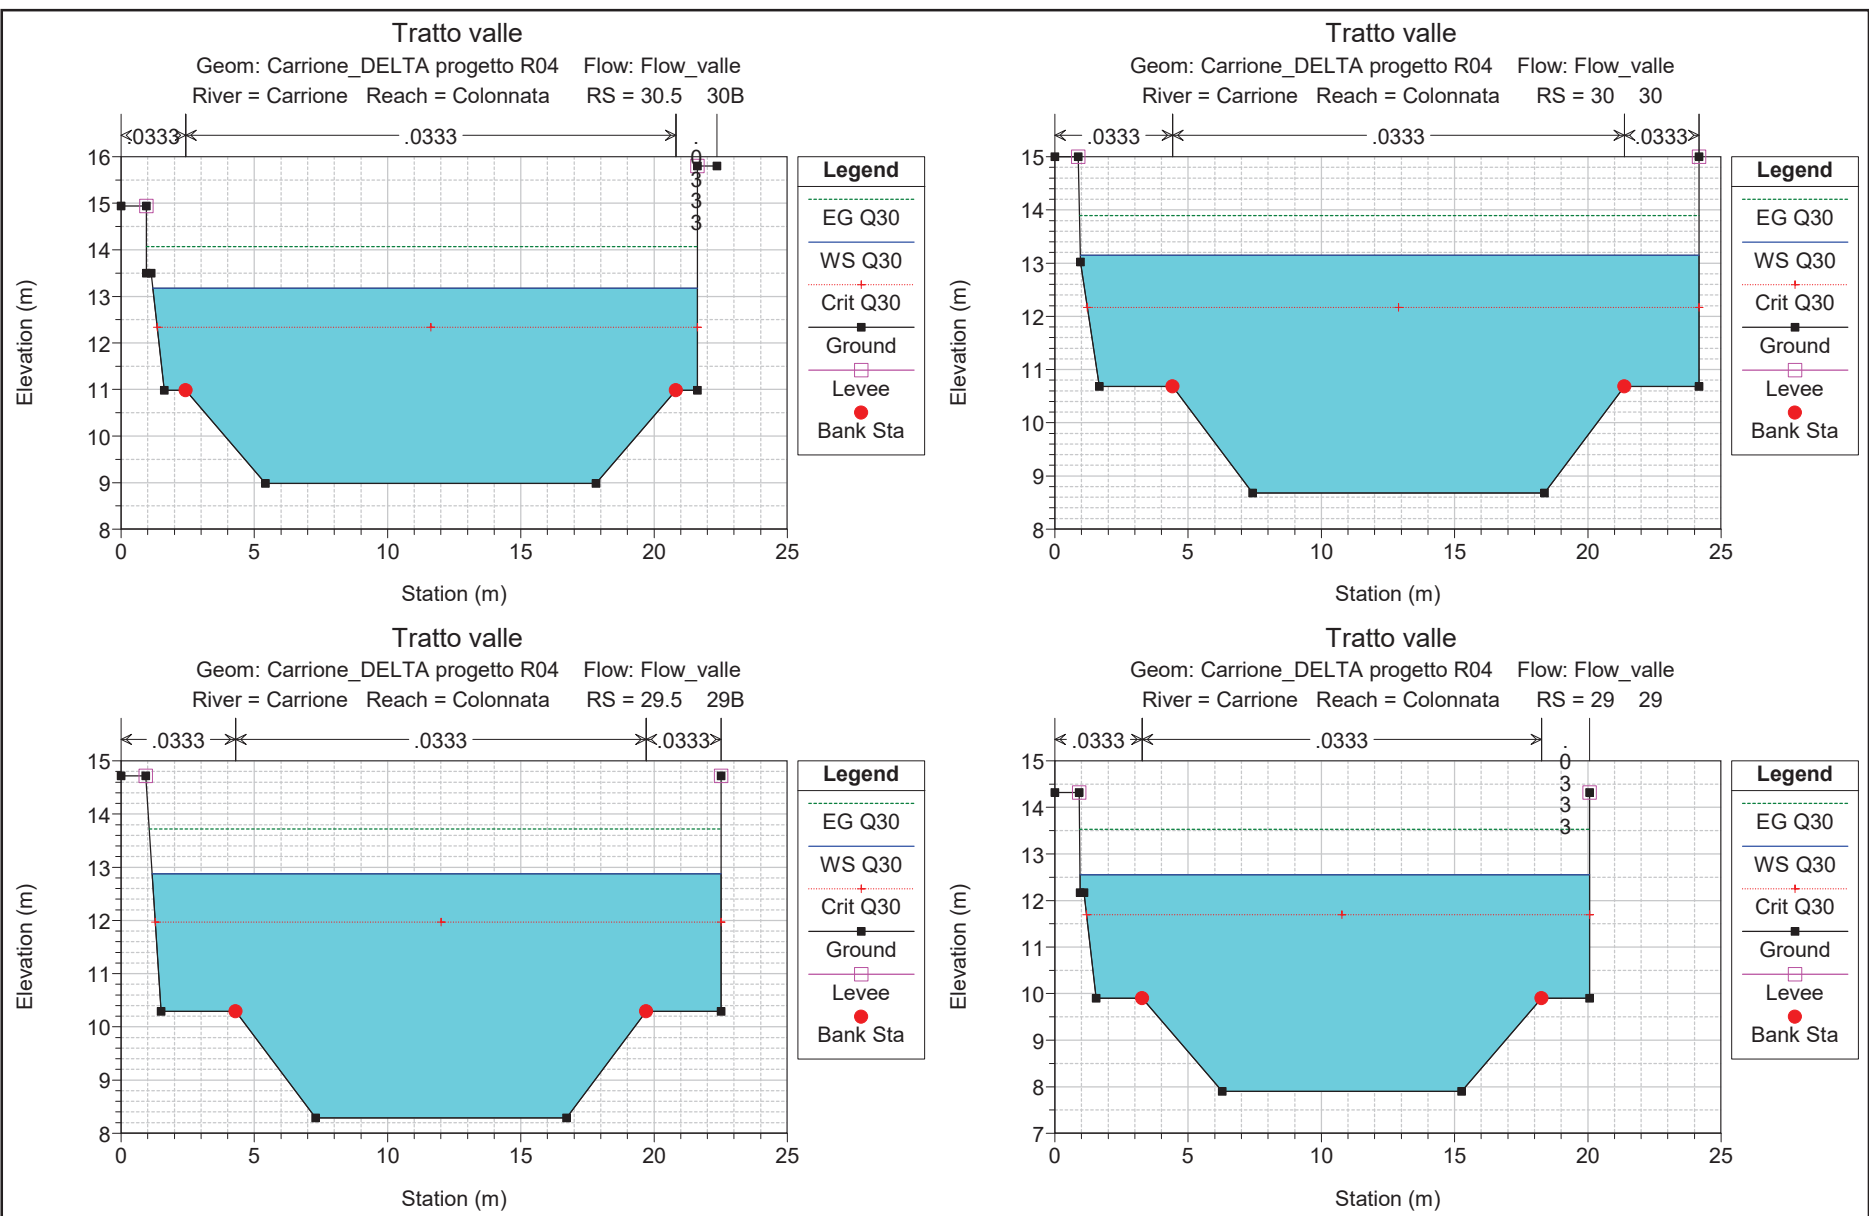 Tratto valle
Geom: Carrione_DELTA progetto R04 Flow: Flow_valle
River = Carrione Reach = Colonnata RS = 30.5 30B
.0333
.0333
.0333
16
15
14
13
12
11
10
9
8
0 5 10 15 20 25
Elevation (m)
Station (m)
Legend
EG Q30
WS Q30
Crit Q30
Ground
Levee
Bank Sta
Tratto valle
Geom: Carrione_DELTA progetto R04 Flow: Flow_valle
River = Carrione Reach = Colonnata RS = 30 30
.0333
.0333
.0333
15
14
13
12
11
10
9
8
0 5 10 15 20 25
Elevation (m)
Station (m)
Legend
EG Q30
WS Q30
Crit Q30
Ground
Levee
Bank Sta
Tratto valle
Geom: Carrione_DELTA progetto R04 Flow: Flow_valle
River = Carrione Reach = Colonnata RS = 29.5 29B
.0333
.0333
.0333
15
14
13
12
11
10
9
8
0 5 10 15 20 25
Elevation (m)
Station (m)
Legend
EG Q30
WS Q30
Crit Q30
Ground
Levee
Bank Sta
Tratto valle
Geom: Carrione_DELTA progetto R04 Flow: Flow_valle
River = Carrione Reach = Colonnata RS = 29 29
.0333
.0333
.0333
15
14
13
12
11
10
9
8
7
0 5 10 15 20 25
Elevation (m)
Station (m)
Legend
EG Q30
WS Q30
Crit Q30
Ground
Levee
Bank Sta